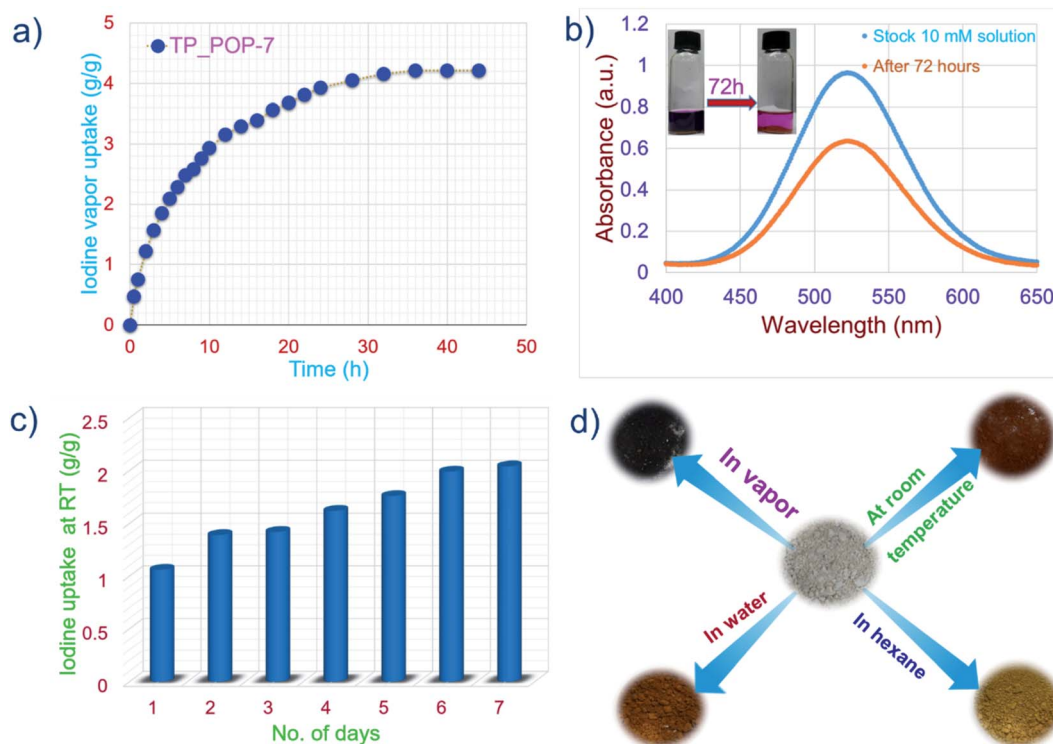 a)
5
4
3
2
1
0
Iodine vapor uptake (g/g)
TP_POP-7
0 10 20 30 40 50
Time (h)
b)
1.2
1
0.8
0.6
0.4
0.2
0
Absorbance (a.u.)
72h
Stock 10 mM solution
After 72 hours
400 450 500 550 600 650
Wavelength (nm)
c)
2.5
2
1.5
1
0.5
0
Iodine uptake at RT (g/g)
1 2 3 4 5 6 7
No. of days
d)
In vapor
At room
temperature
In water
In hexane